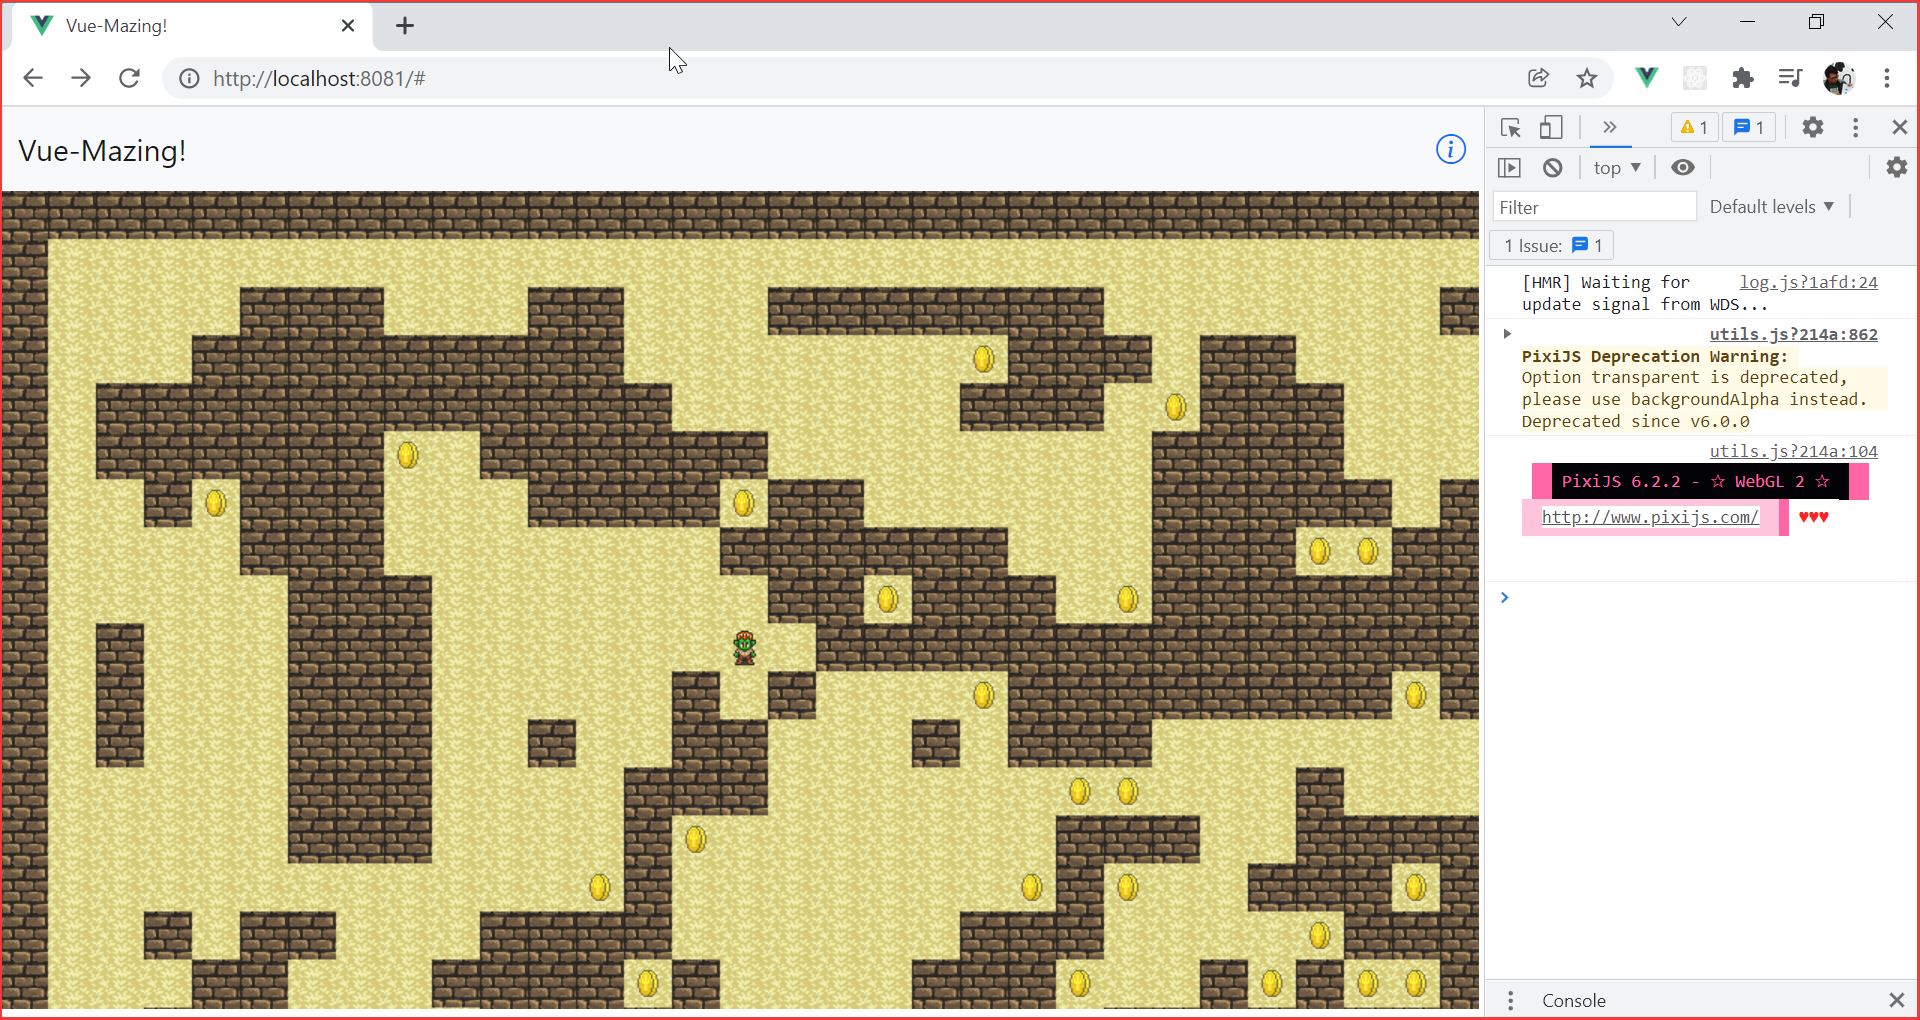 Vue-Mazing!
http://localhost:8081/#
Vue-Mazing!
1
1
top
Filter
Default levels
1 Issue: 1
[HMR] Waiting for log.js?1afd:24
update signal from WDS...
utils.js?214a:862
PixiJS Deprecation Warning:
Option transparent is deprecated,
please use backgroundAlpha instead.
Deprecated since v6.0.0
utils.js?214a:104
PixiJS 6.2.2 - ☆ WebGL 2 ☆
http://www.pixijs.com/ ♥♥♥
Console